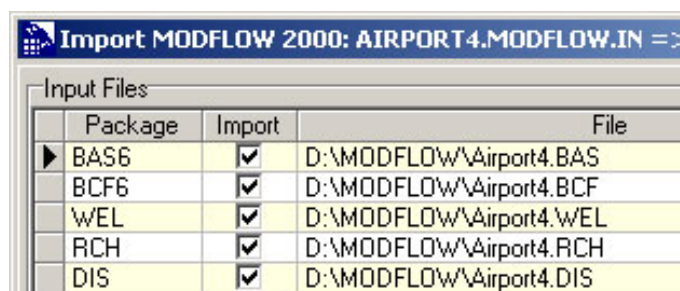 Import MODFLOW 2000: AIRPORT4.MODFLOW.IN =>
Input Files
Package Import File
BAS6 D:\MODFLOW\Airport4.BAS
BCF6 D:\MODFLOW\Airport4.BCF
WEL D:\MODFLOW\Airport4.WEL
RCH D:\MODFLOW\Airport4.RCH
DIS D:\MODFLOW\Airport4.DIS